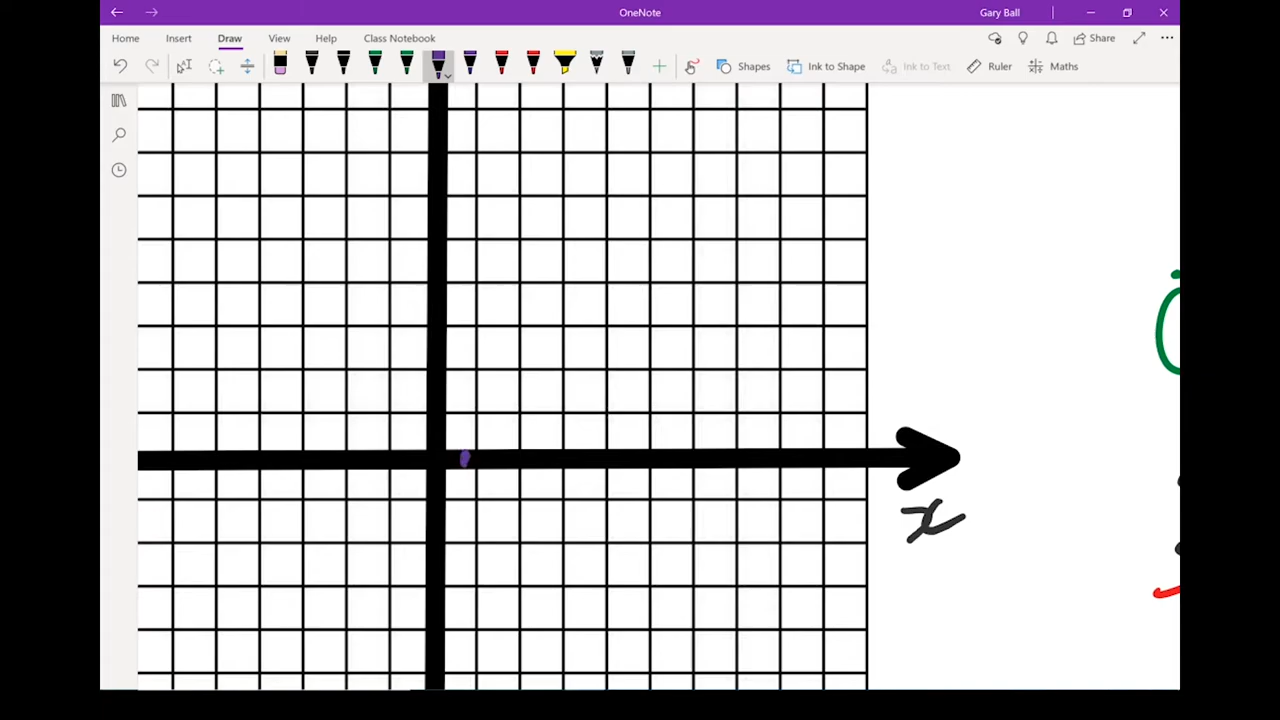 OneNote
Gary Ball
Home Insert Draw View Help Class Notebook
Share
Shapes Ink to Shape Ink to Text Ruler Maths
x